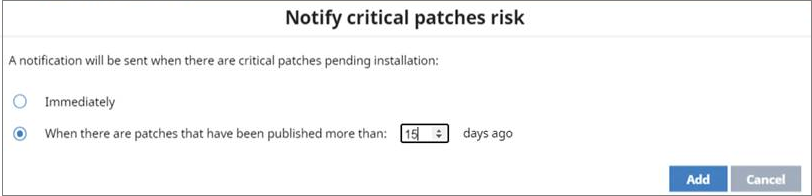 Notify critical patches risk
A notification will be sent when there are critical patches pending installation:
Immediately
When there are patches that have been published more than: 15 days ago
Add Cancel